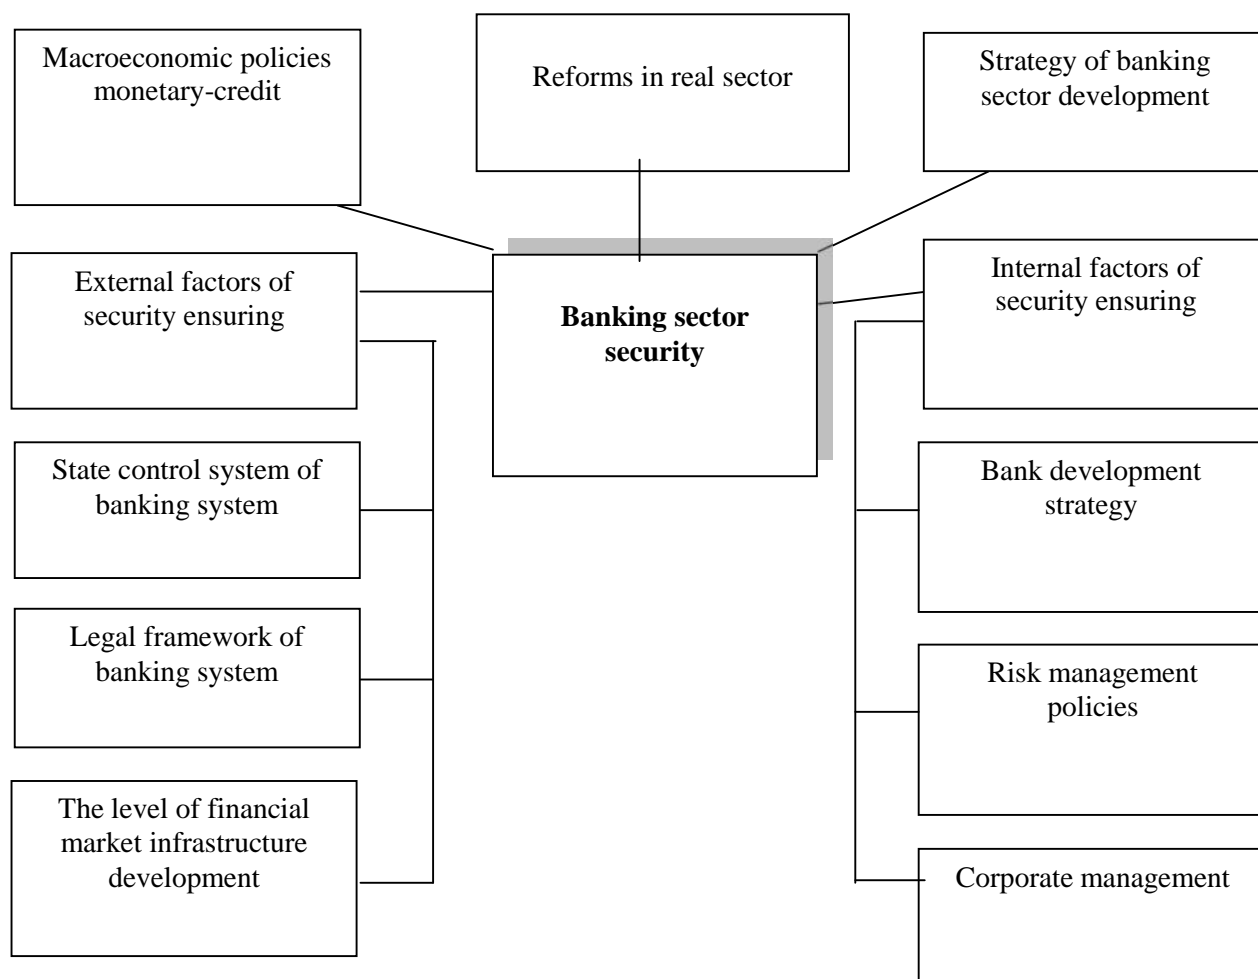 Macroeconomic policies
monetary-credit
Reforms in real sector
Strategy of banking
sector development
External factors of
security ensuring
Banking sector
security
Internal factors of
security ensuring
State control system of
banking system
Bank development
strategy
Legal framework of
banking system
Risk management
policies
The level of financial
market infrastructure
development
Corporate management